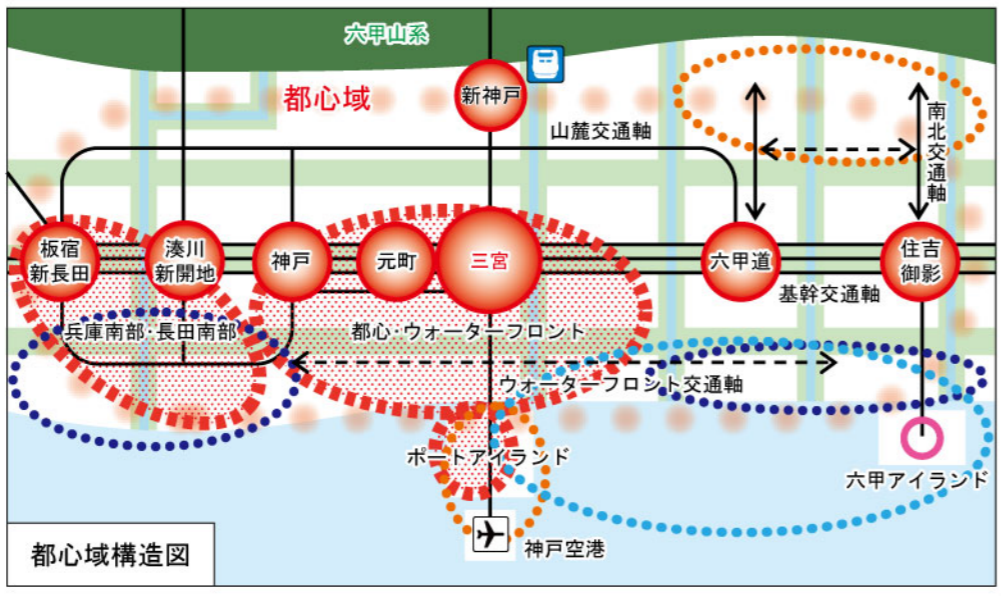 六甲山系
都心域
新神戸
山麓交通軸
南北交通軸
板宿
新長田
湊川
新開地
神戸
元町
三宮
六甲道
住吉
御影
基幹交通軸
兵庫南部・長田南部
都心・ウォーターフロント
ウォーターフロント交通軸
ポートアイランド
六甲アイランド
神戸空港
都心域構造図